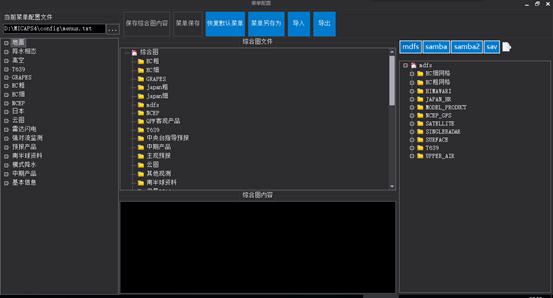 菜单配置
当前菜单配置文件
D:\MICAPS4\config\menus.txt
...
保存综合图内容
菜单保存
恢复默认菜单
菜单另存为
导入
导出
地面
降水相态
高空
T639
GRAPES
EC粗
EC细
NCEP
日本
云图
雷达闪电
强对流监测
预报产品
南半球资料
模式降水
中期产品
基本信息
综合图文件
综合图
EC粗
EC细
GRAPES
japan粗
japan细
mdfs
NCEP
QPF客观产品
T639
中央台指导预报
中期产品
主观预报
云图
其他观测
南半球资料
综合图内容
mdfs
samba
samba2
sav
mdfs
EC细网格
EC粗网格
HIMAWARI
JAPAN_HR
MODEL_PRODUCT
NCEP_GFS
SATELLITE
SINGLERADAR
SURFACE
T639
UPPER_AIR